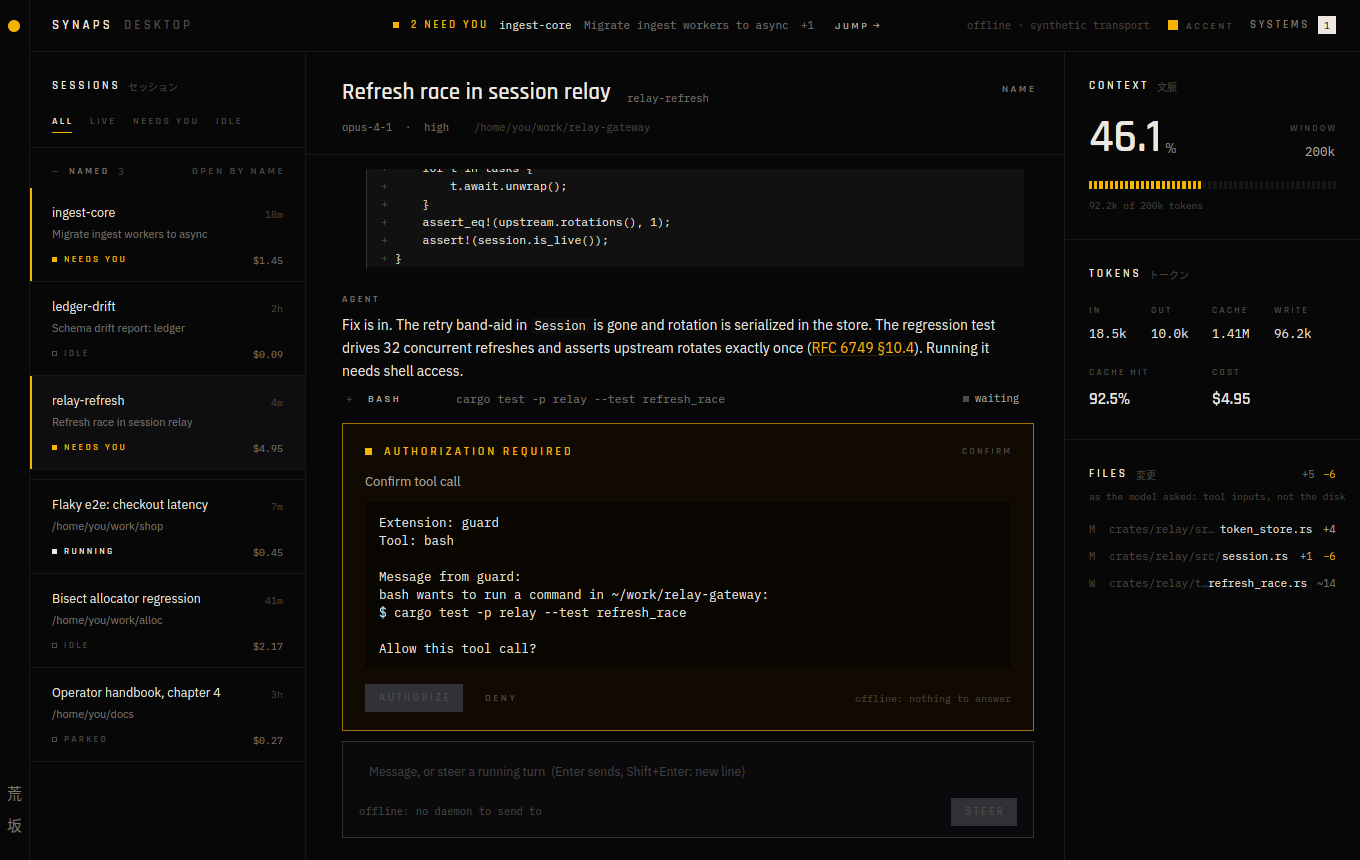 SYNAPS DESKTOP
2 NEED YOU ingest-core Migrate ingest workers to async +1 JUMP →
offline · synthetic transport ACCENT SYSTEMS 1
SESSIONS セッション
ALL LIVE NEEDS YOU IDLE
− NAMED 3 OPEN BY NAME
ingest-core 18m
Migrate ingest workers to async
NEEDS YOU $1.45
ledger-drift 2h
Schema drift report: ledger
IDLE $0.09
relay-refresh 4m
Refresh race in session relay
NEEDS YOU $4.95
Flaky e2e: checkout latency 7m
/home/you/work/shop
RUNNING $0.45
Bisect allocator regression 41m
/home/you/work/alloc
IDLE $2.17
Operator handbook, chapter 4 3h
/home/you/docs
PARKED $0.27
荒
坂
Refresh race in session relay relay-refresh NAME
opus-4-1 · high /home/you/work/relay-gateway
+ for t in tasks {
+ t.await.unwrap();
+ }
+ assert_eq!(upstream.rotations(), 1);
+ assert!(session.is_live());
+ }
AGENT
Fix is in. The retry band-aid in Session is gone and rotation is serialized in the store. The regression test
drives 32 concurrent refreshes and asserts upstream rotates exactly once (RFC 6749 §10.4). Running it
needs shell access.
+ BASH cargo test -p relay --test refresh_race waiting
AUTHORIZATION REQUIRED CONFIRM
Confirm tool call
Extension: guard
Tool: bash
Message from guard:
bash wants to run a command in ~/work/relay-gateway:
$ cargo test -p relay --test refresh_race
Allow this tool call?
AUTHORIZE DENY offline: nothing to answer
Message, or steer a running turn (Enter sends, Shift+Enter: new line)
offline: no daemon to send to STEER
CONTEXT 文脈
46.1% WINDOW
200k
92.2k of 200k tokens
TOKENS トークン
IN OUT CACHE WRITE
18.5k 10.0k 1.41M 96.2k
CACHE HIT COST
92.5% $4.95
FILES 変更 +5 −6
as the model asked: tool inputs, not the disk
M crates/relay/sr… token_store.rs +4
M crates/relay/src/session.rs +1 −6
W crates/relay/t…refresh_race.rs ~14